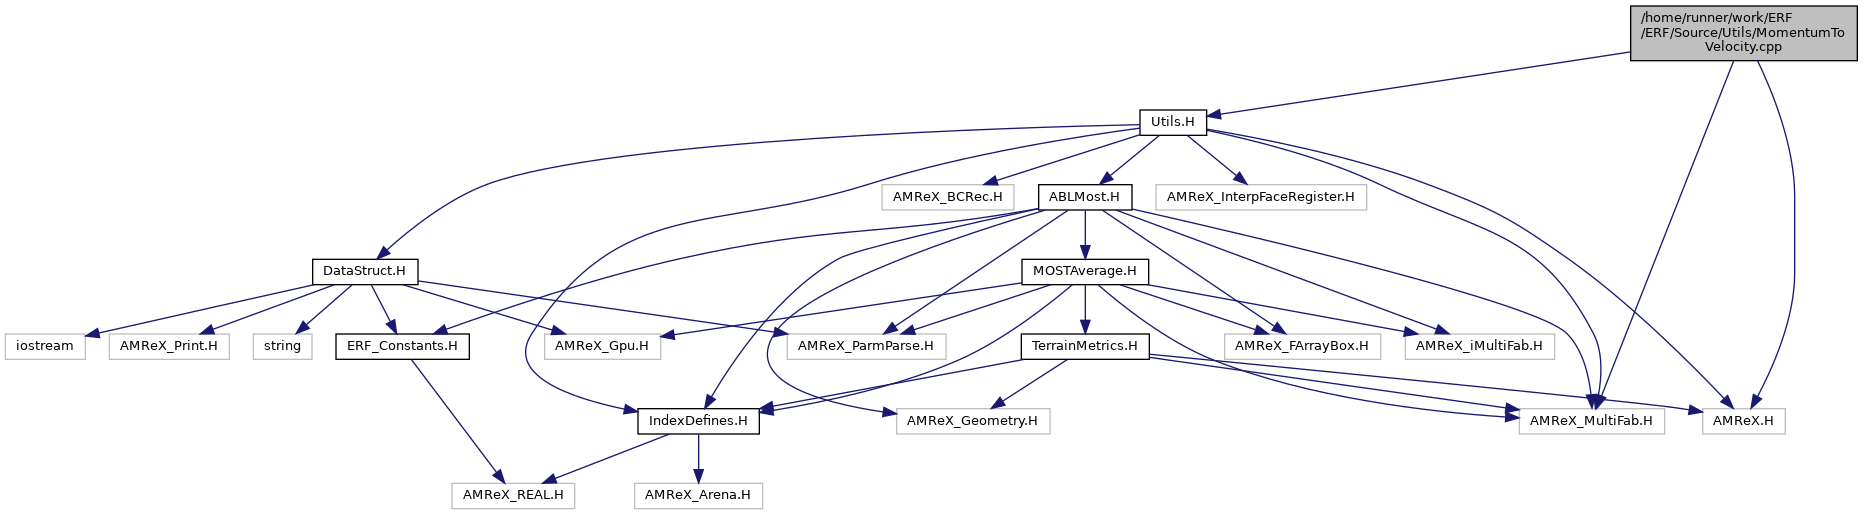 /home/runner/work/ERF
/ERF/Source/Utils/MomentumTo
Velocity.cpp
Utils.H
AMReX_BCRec.H
ABLMost.H
AMReX_InterpFaceRegister.H
DataStruct.H
MOSTAverage.H
iostream
AMReX_Print.H
string
ERF_Constants.H
AMReX_Gpu.H
AMReX_ParmParse.H
TerrainMetrics.H
AMReX_FArrayBox.H
AMReX_iMultiFab.H
IndexDefines.H
AMReX_Geometry.H
AMReX_MultiFab.H
AMReX.H
AMReX_REAL.H
AMReX_Arena.H